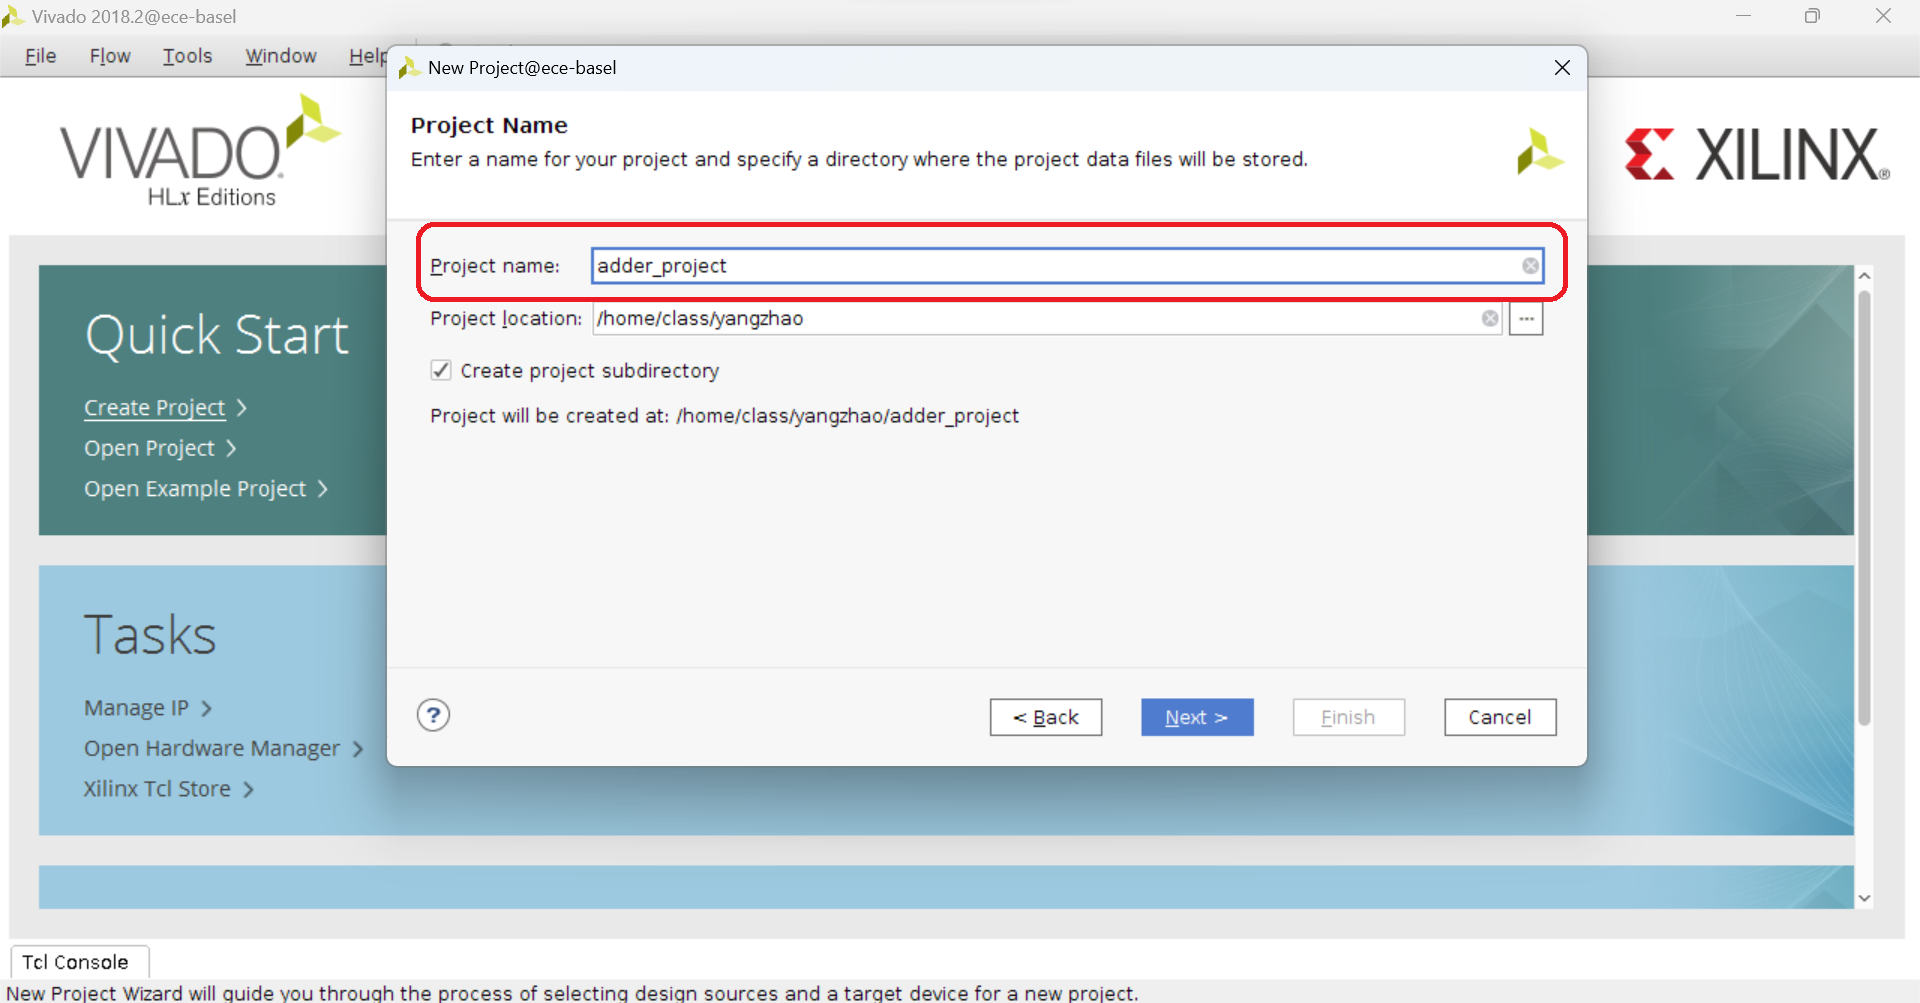 Vivado 2018.2@ece-basel
File Flow Tools Window Help
New Project@ece-basel
VIVADO
HLx Editions
Project Name
Enter a name for your project and specify a directory where the project data files will be stored.
XILINX®
Project name: adder_project
Project location: /home/class/yangzhao ...
Create project subdirectory
Project will be created at: /home/class/yangzhao/adder_project
Quick Start
Create Project >
Open Project >
Open Example Project >
Tasks
Manage IP >
Open Hardware Manager >
Xilinx Tcl Store >
? < Back Next > Finish Cancel
Tcl Console
New Project Wizard will guide you through the process of selecting design sources and a target device for a new project.